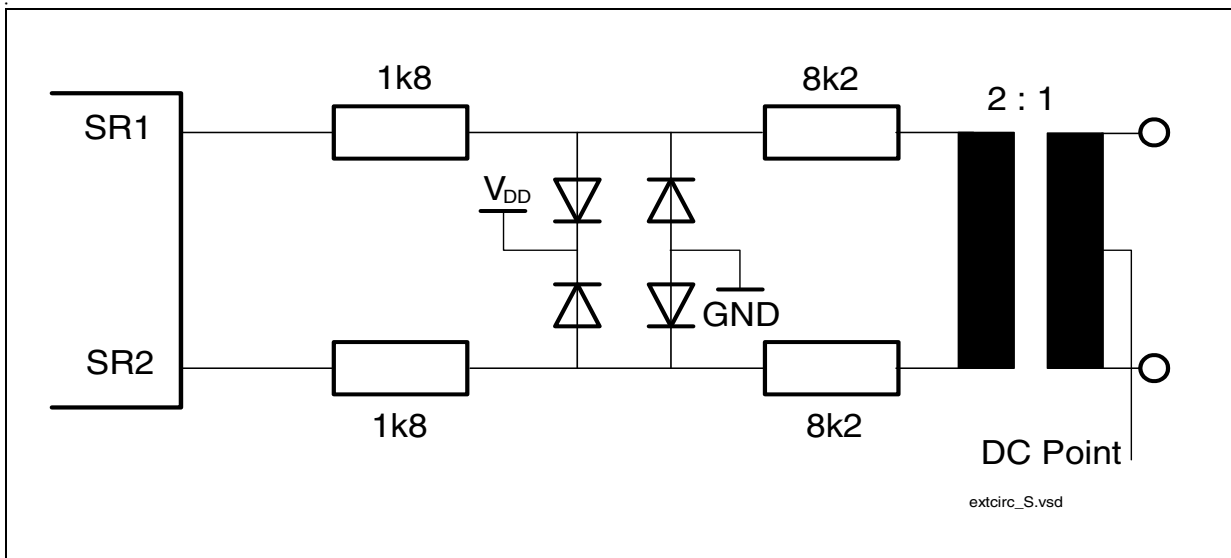 1k8
8k2
2 : 1
SR1
VDD
GND
SR2
1k8
8k2
DC Point
extcirc_S.vsd